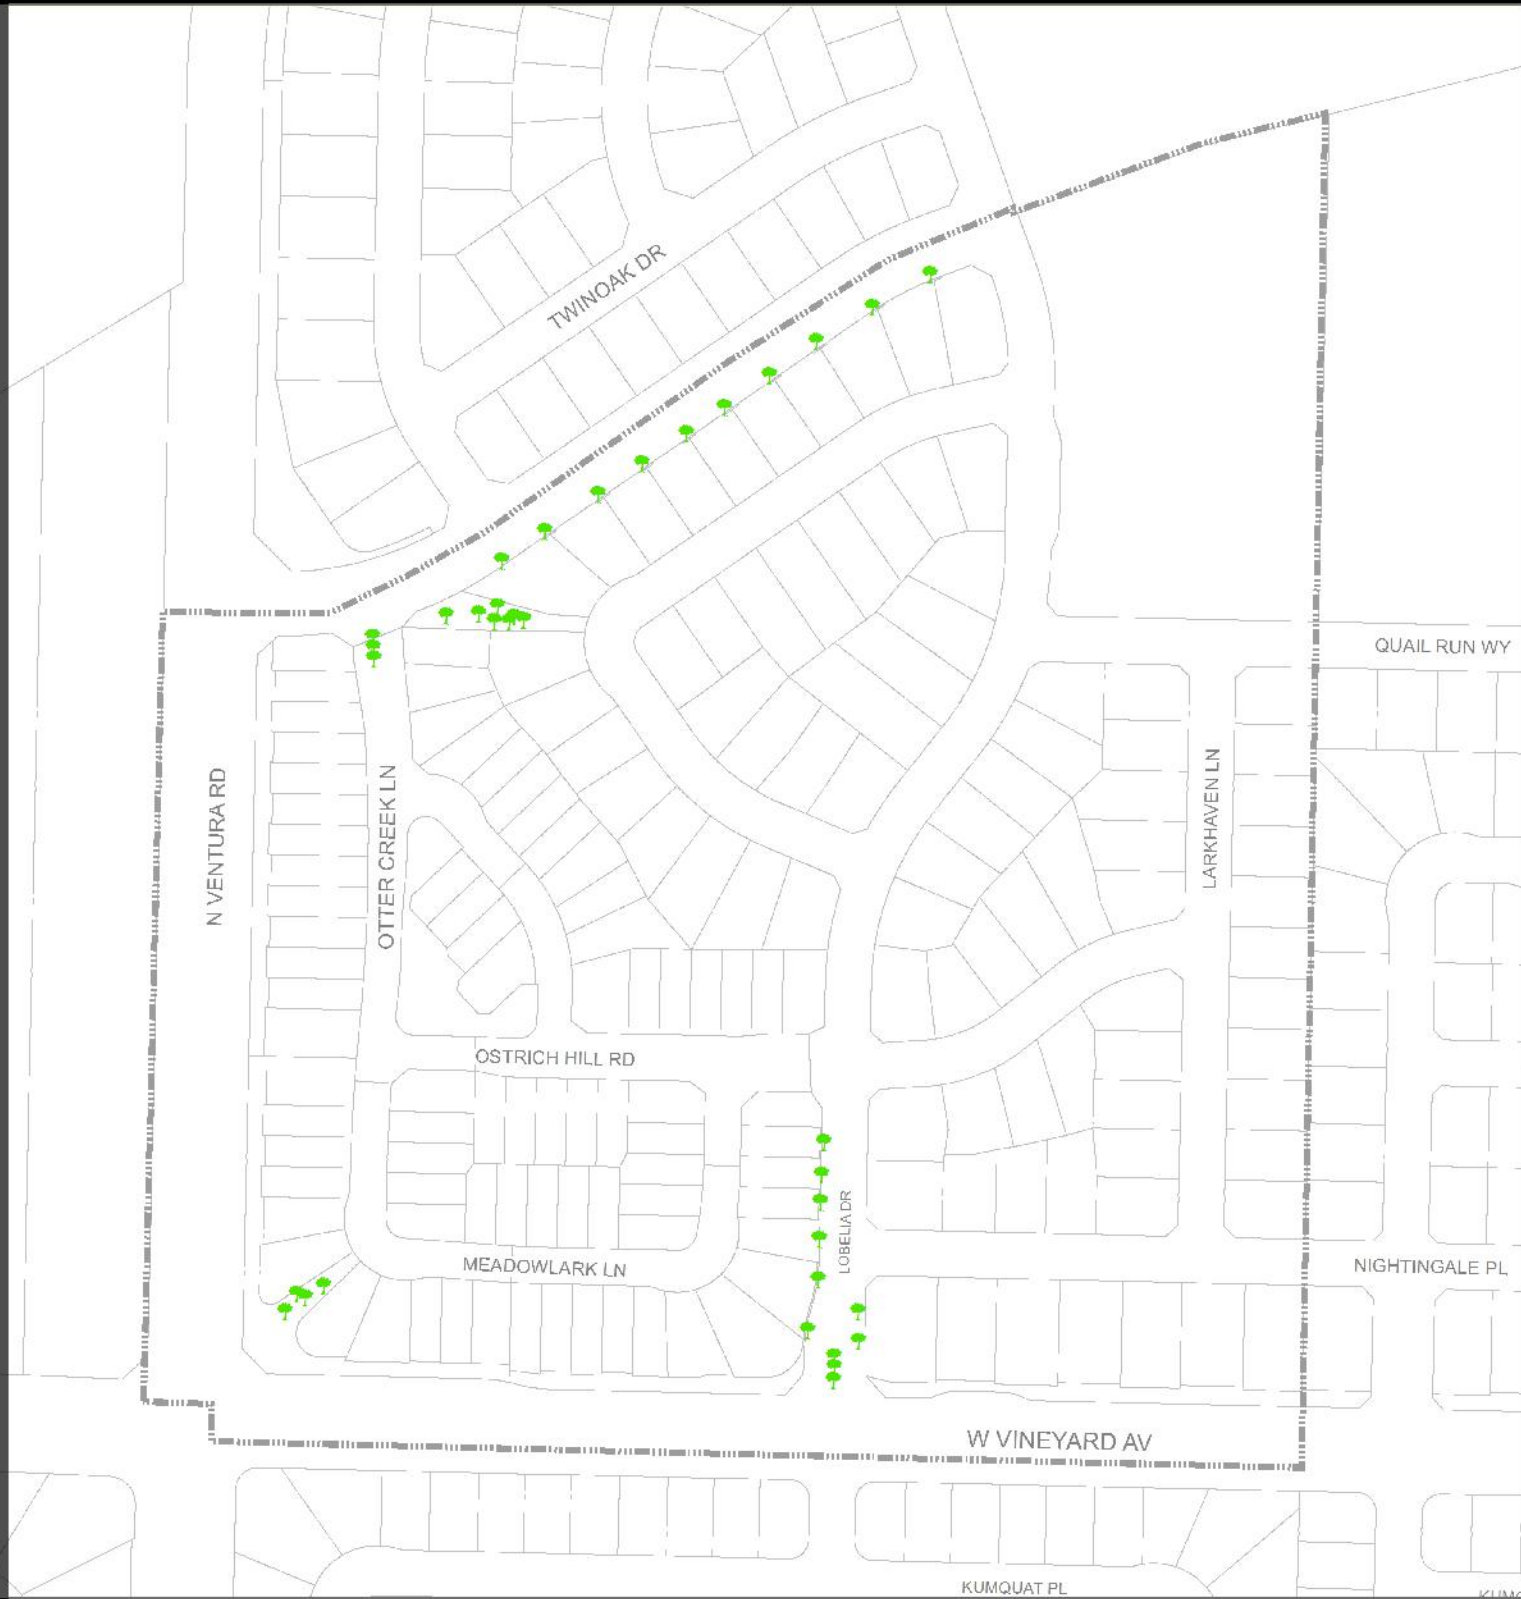 TWINOAK DR
QUAIL RUN WY
N VENTURA RD
OTTER CREEK LN
LARKHAVEN LN
OSTRICH HILL RD
LOBELIA DR
MEADOWLARK LN
NIGHTINGALE PL
W VINEYARD AV
KUMQUAT PL